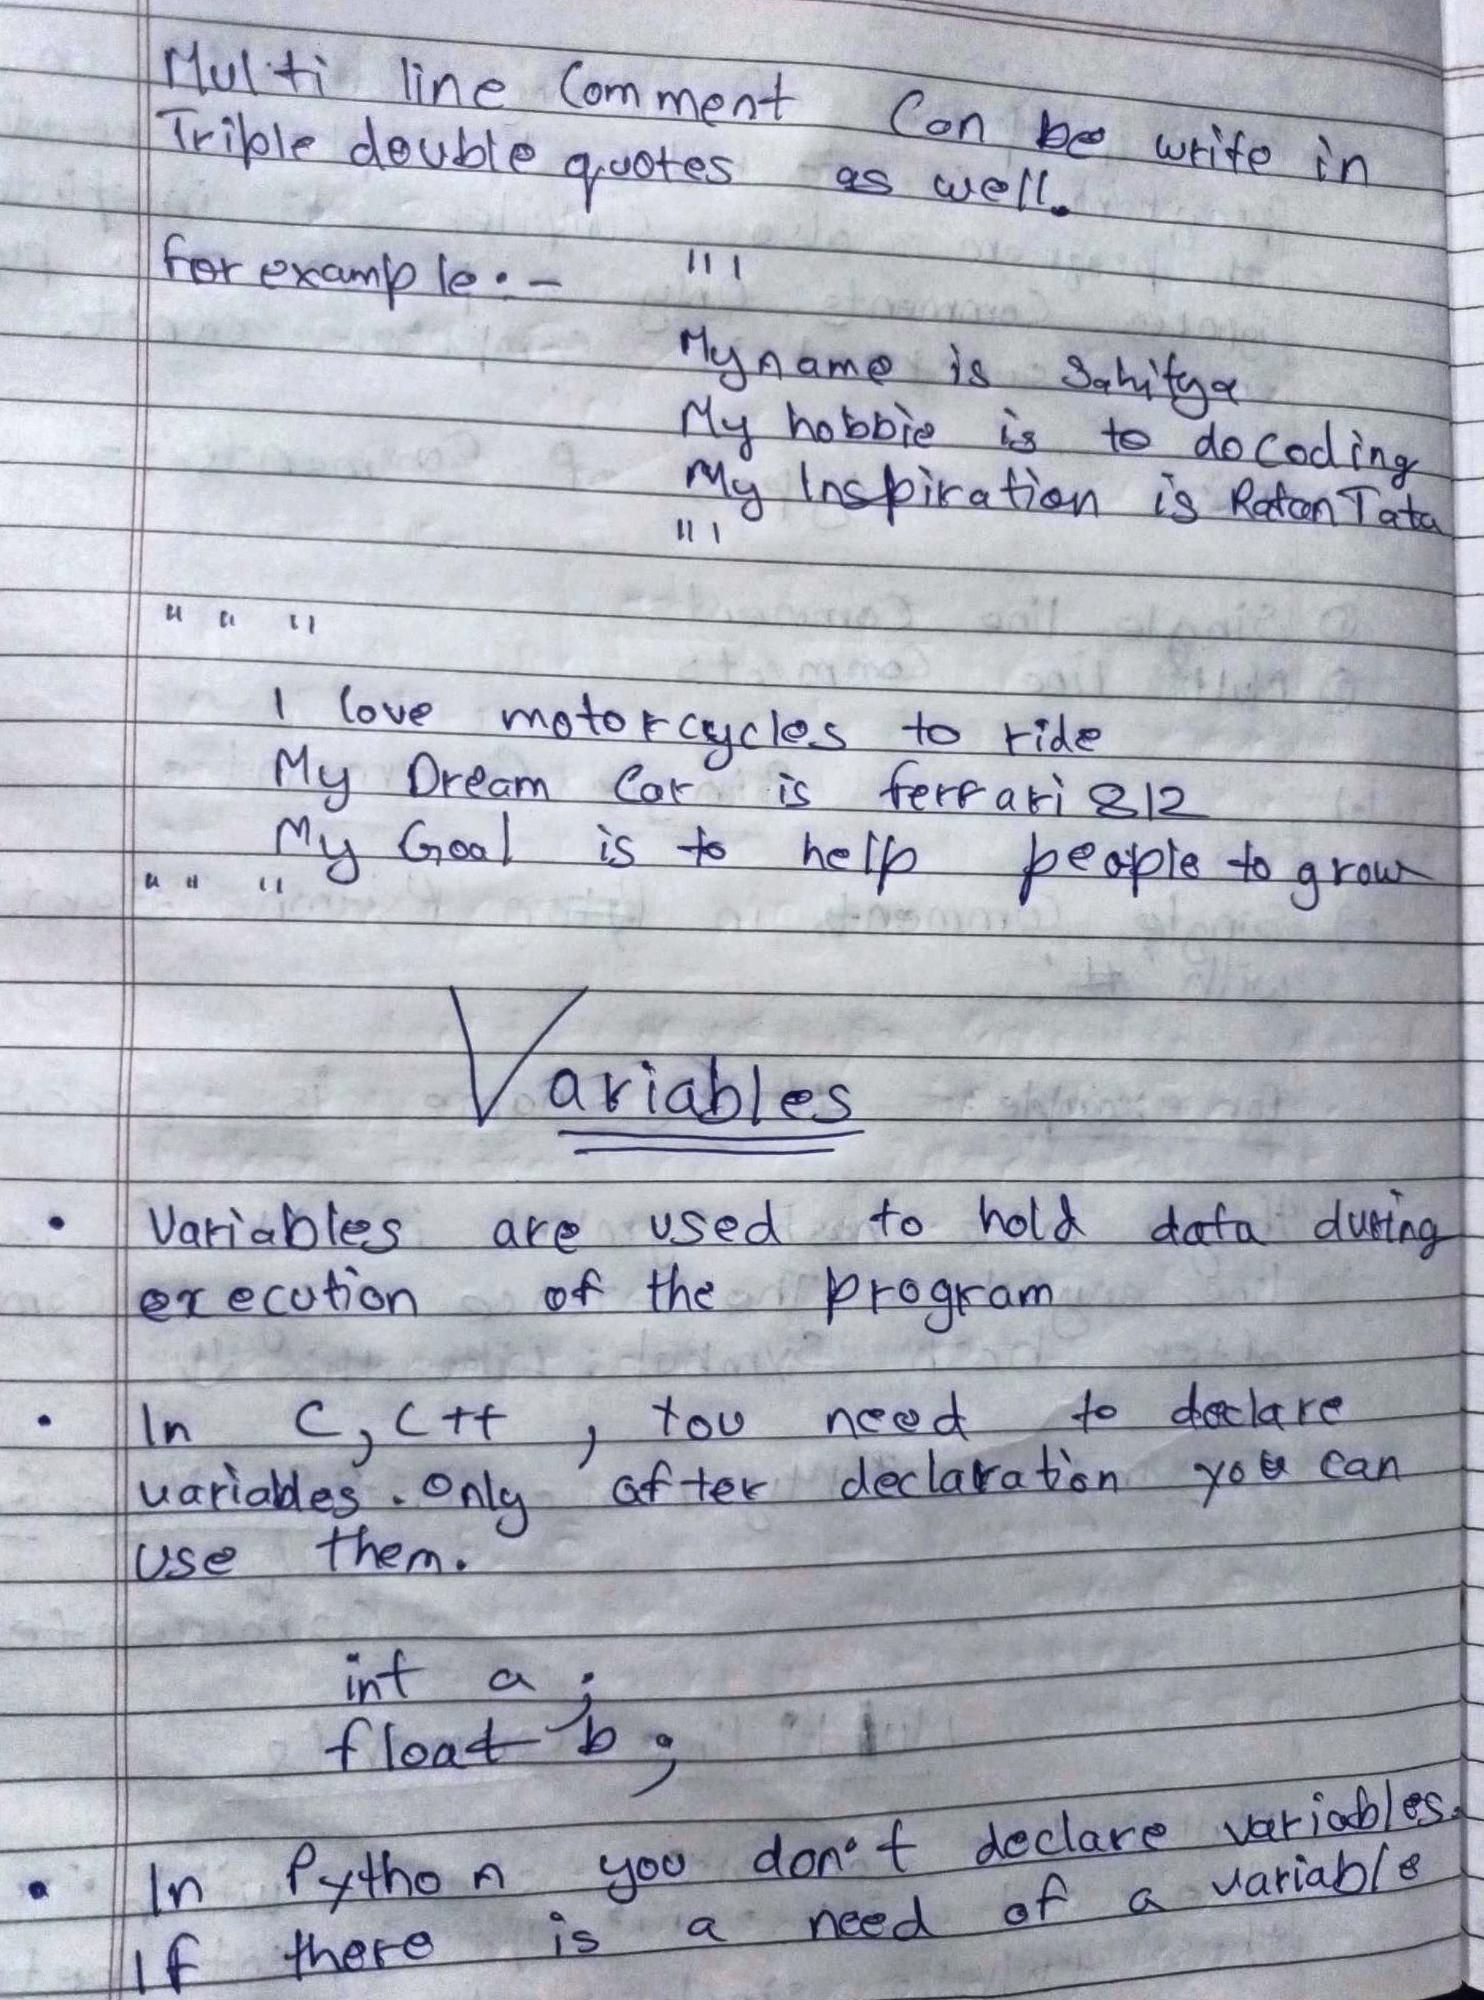 Multi line Comment Can be write in
Trible double quotes as well.
for example:-
'''
My name is Sahitya
My hobbie is to do Coding
My Inspiration is Ratan Tata
'''
" " "
I love motorcycles to ride
My Dream Car is ferrari 812
My Goal is to help people to grow
" " "
Variables
• Variables are used to hold data during
execution of the program
• In C, C++, You need to declare
variables. Only after declaration you can
use them.
int a;
float b;
• In Python you don't declare variables.
If there is a need of a variable